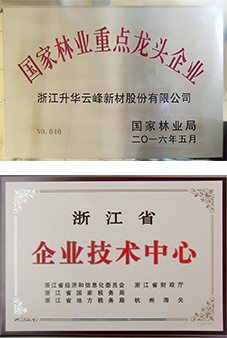 国家林业重点龙头企业
浙江升华云峰新材股份有限公司
NO.040
国家林业局
二〇一六年五月
浙江省
企业技术中心
浙江省经济和信息化委员会 浙江省财政厅
浙江省国家税务局
浙江省地方税务局 杭州海关